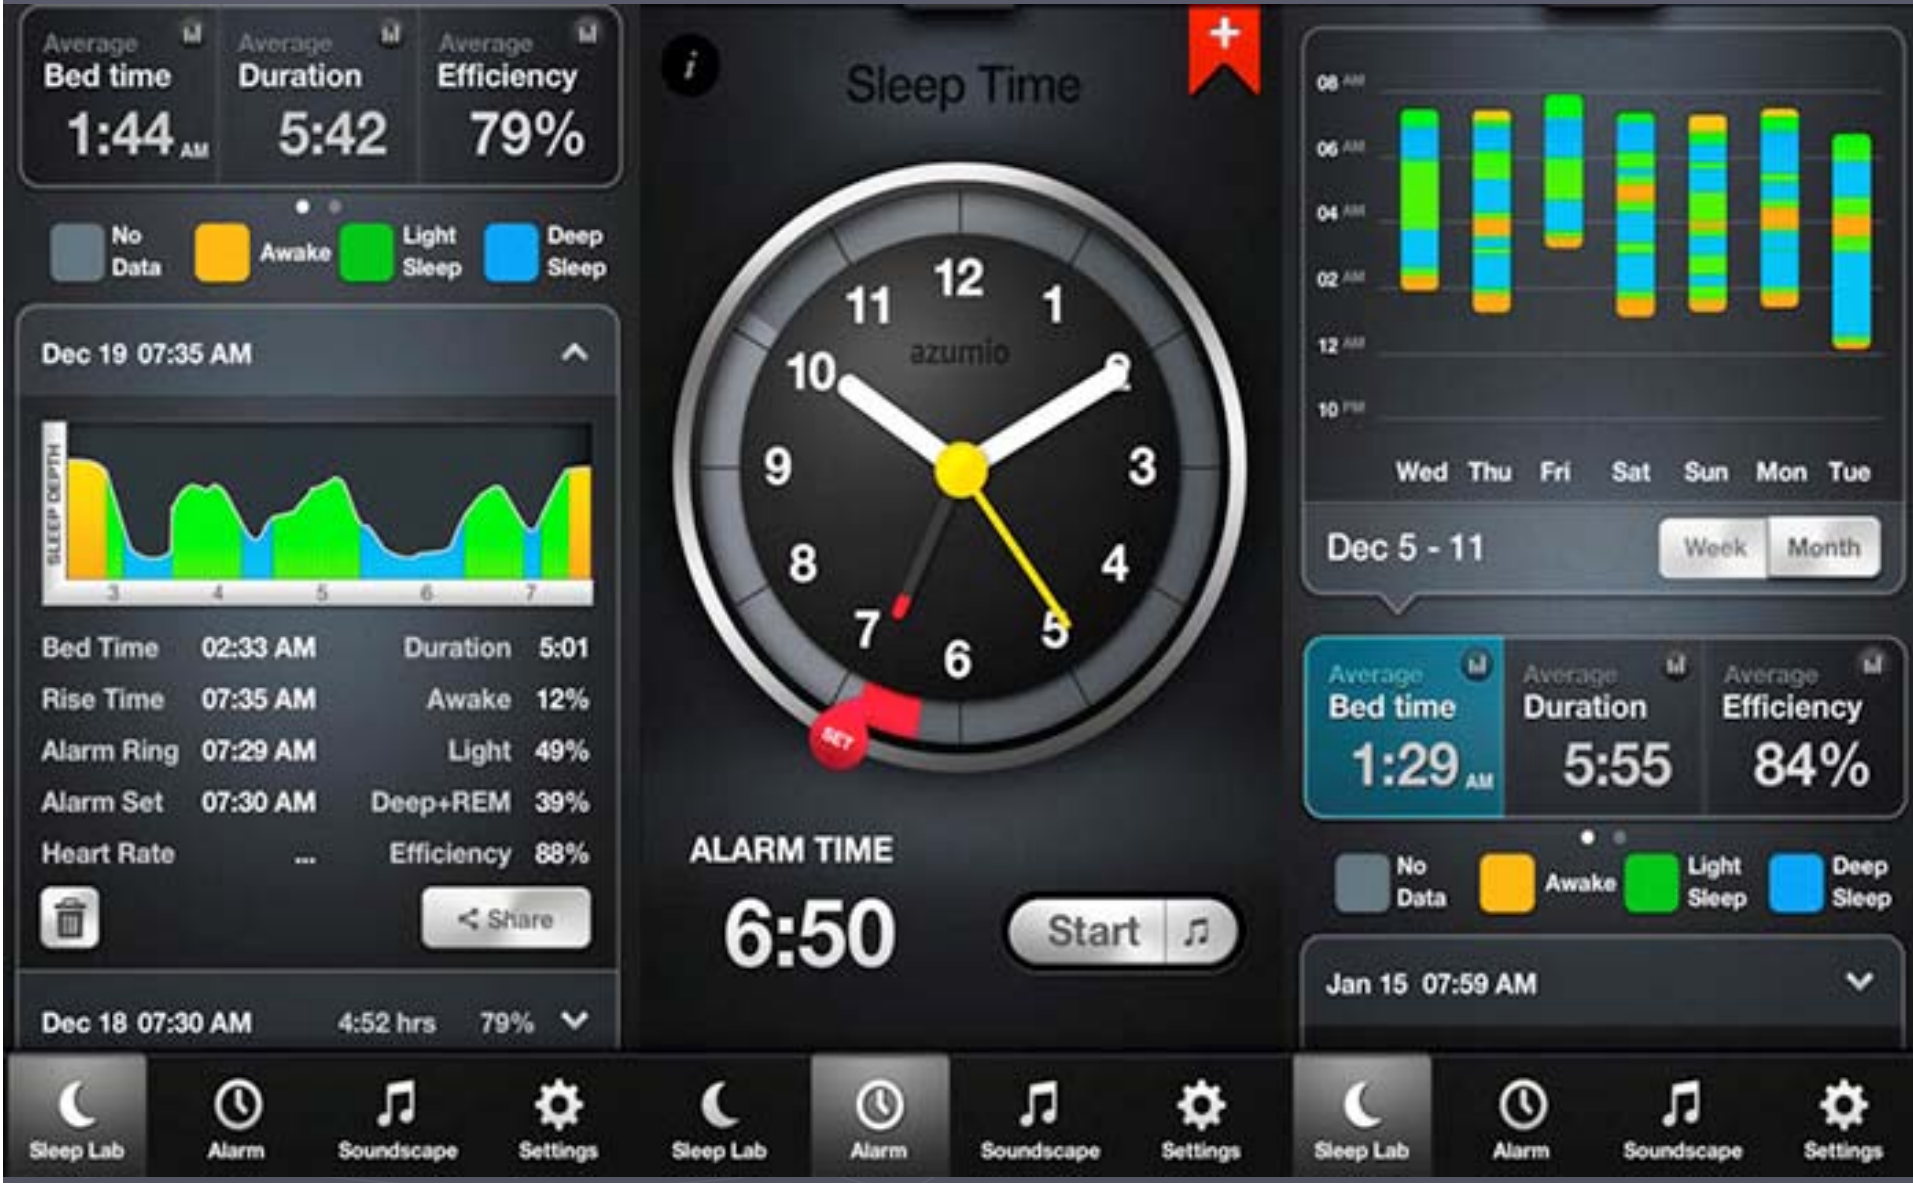 Average
Bed time
1:44 AM
Average
Duration
5:42
Average
Efficiency
79%
No
Data
Awake
Light
Sleep
Deep
Sleep
Dec 19 07:35 AM
SLEEP DEPTH
3 4 5 6 7
Bed Time 02:33 AM Duration 5:01
Rise Time 07:35 AM Awake 12%
Alarm Ring 07:29 AM Light 49%
Alarm Set 07:30 AM Deep+REM 39%
Heart Rate ... Efficiency 88%
Share
Dec 18 07:30 AM 4:52 hrs 79%
Sleep Lab Alarm Soundscape Settings
i
Sleep Time
+
12
1
2
3
4
5
6
7
8
9
10
11
azumio
SET
ALARM TIME
6:50
Start
Sleep Lab Alarm Soundscape Settings
08 AM
06 AM
04 AM
02 AM
12 AM
10 PM
Wed Thu Fri Sat Sun Mon Tue
Dec 5 - 11
Week Month
Average
Bed time
1:29 AM
Average
Duration
5:55
Average
Efficiency
84%
No
Data
Awake
Light
Sleep
Deep
Sleep
Jan 15 07:59 AM
Sleep Lab Alarm Soundscape Settings